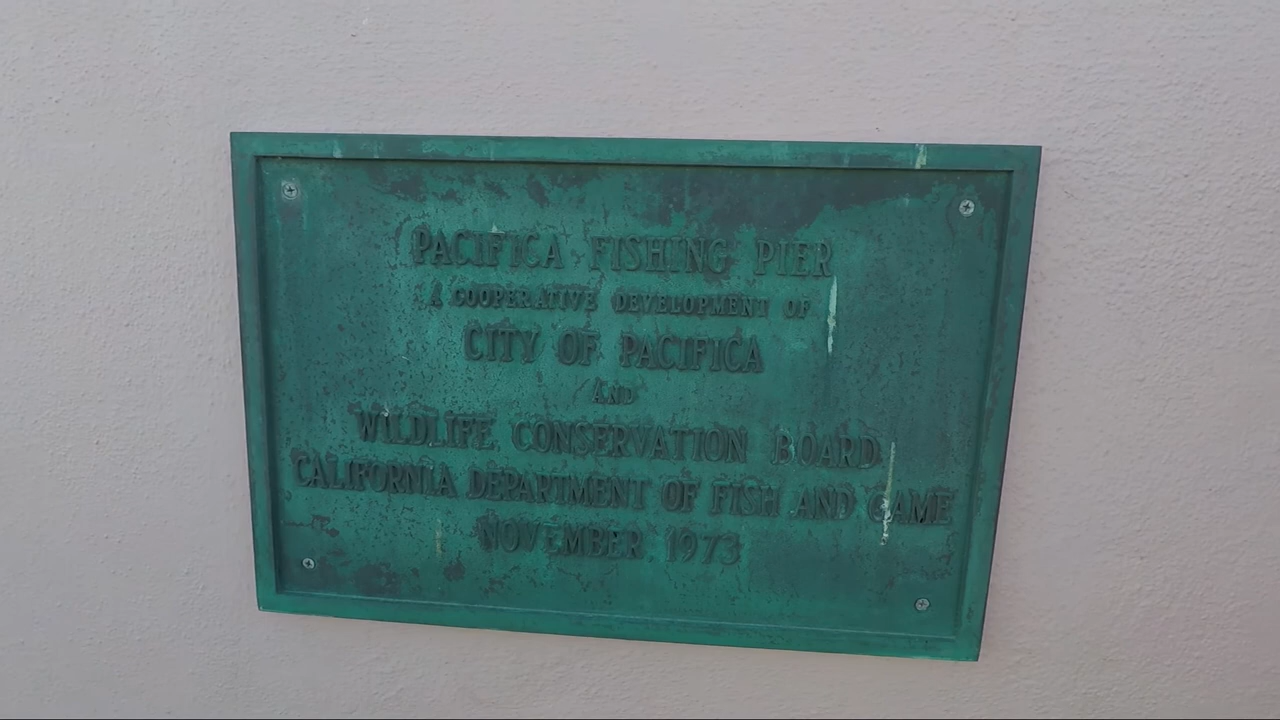 PACIFICA FISHING PIER
A COOPERATIVE DEVELOPMENT OF
CITY OF PACIFICA
AND
WILDLIFE CONSERVATION BOARD
CALIFORNIA DEPARTMENT OF FISH AND GAME
NOVEMBER 1973